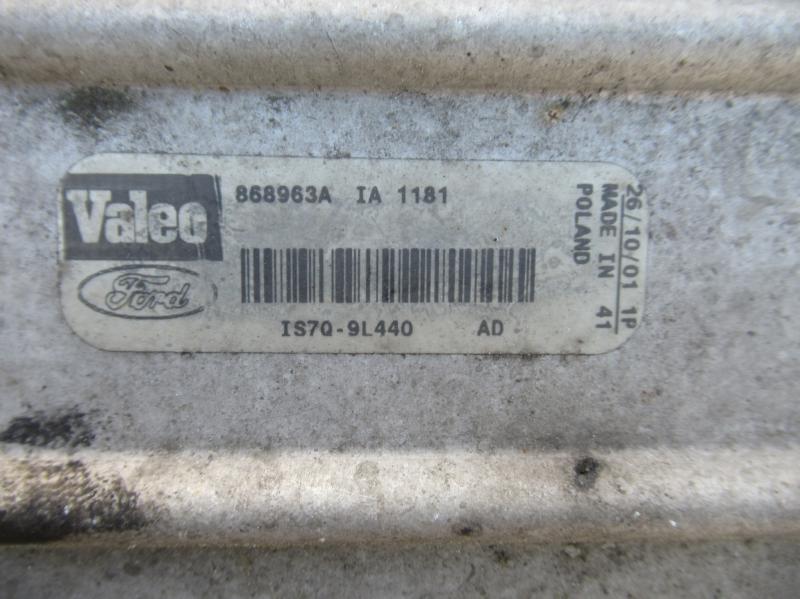 Valeo
868963A IA 1181
Ford
IS7Q-9L440 AD
26/10/01 1P
MADE IN 41
POLAND